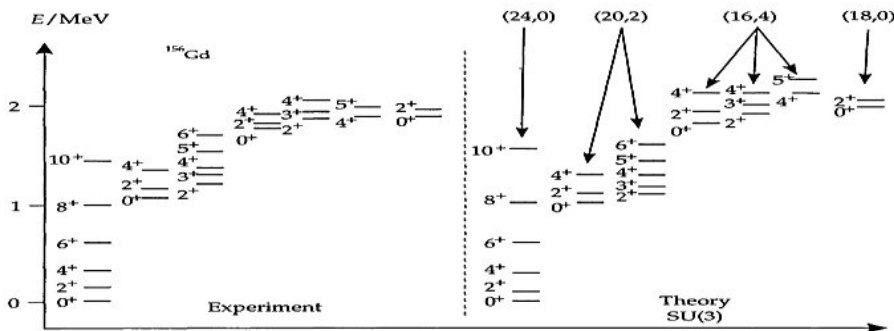 E/MeV (24,0) (20,2) (16,4) (18,0)
¹⁵⁶Gd
5⁺
4⁺ 4⁺ 4⁺
4⁺ 5⁺ 2⁺ 3⁺ 4⁺ 2⁺
2 4⁺ 3⁺ 2⁺ 2⁺ 0⁺
2⁺ 2⁺ 4⁺ 0⁺ 0⁺
6⁺ 0⁺ 6⁺
5⁺ 10⁺ 5⁺
10⁺ 4⁺ 4⁺ 4⁺ 4⁺
2⁺ 3⁺ 2⁺ 3⁺
1 8⁺ 0⁺ 2⁺ 8⁺ 0⁺ 2⁺
6⁺ 6⁺
4⁺ 4⁺
2⁺ 2⁺
0 0⁺ Experiment 0⁺ Theory
SU(3)